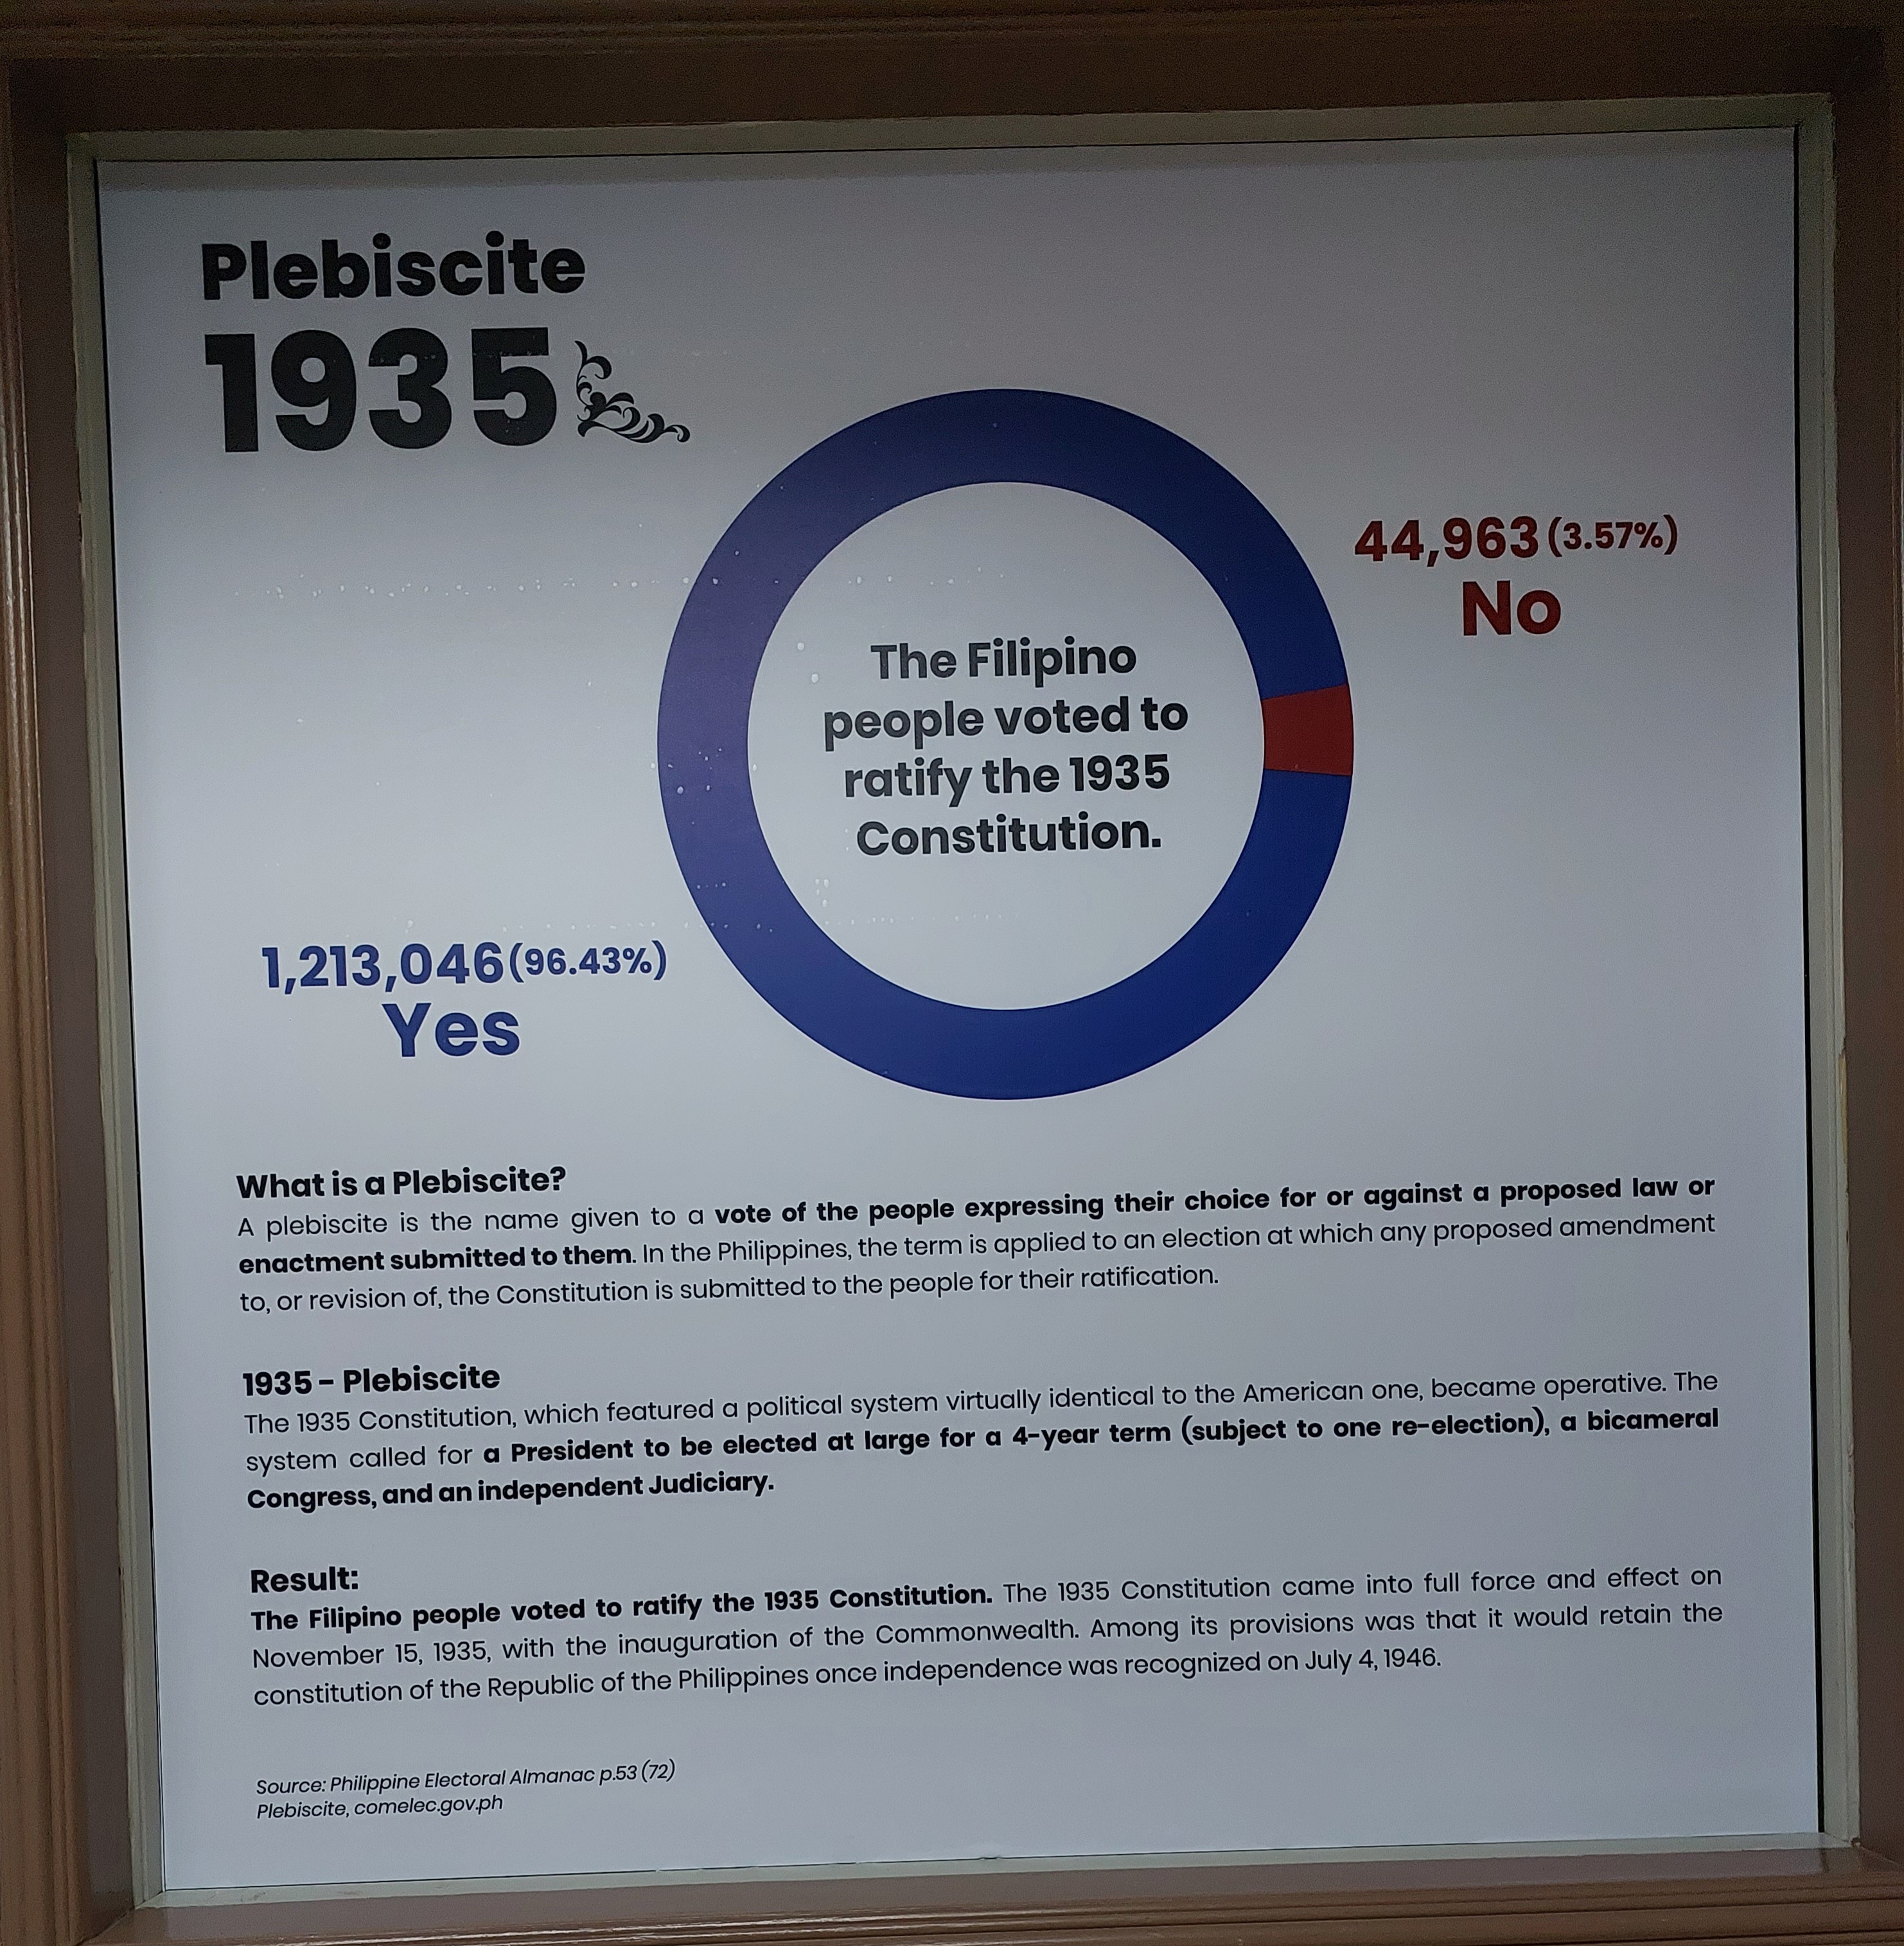 Plebiscite
1935
44,963 (3.57%)
No
The Filipino
people voted to
ratify the 1935
Constitution.
1,213,046 (96.43%)
Yes
What is a Plebiscite?
A plebiscite is the name given to a vote of the people expressing their choice for or against a proposed law or
enactment submitted to them. In the Philippines, the term is applied to an election at which any proposed amendment
to, or revision of, the Constitution is submitted to the people for their ratification.
1935 – Plebiscite
The 1935 Constitution, which featured a political system virtually identical to the American one, became operative. The
system called for a President to be elected at large for a 4-year term (subject to one re-election), a bicameral
Congress, and an independent Judiciary.
Result:
The Filipino people voted to ratify the 1935 Constitution. The 1935 Constitution came into full force and effect on
November 15, 1935, with the inauguration of the Commonwealth. Among its provisions was that it would retain the
constitution of the Republic of the Philippines once independence was recognized on July 4, 1946.
Source: Philippine Electoral Almanac p.53 (72)
Plebiscite, comelec.gov.ph